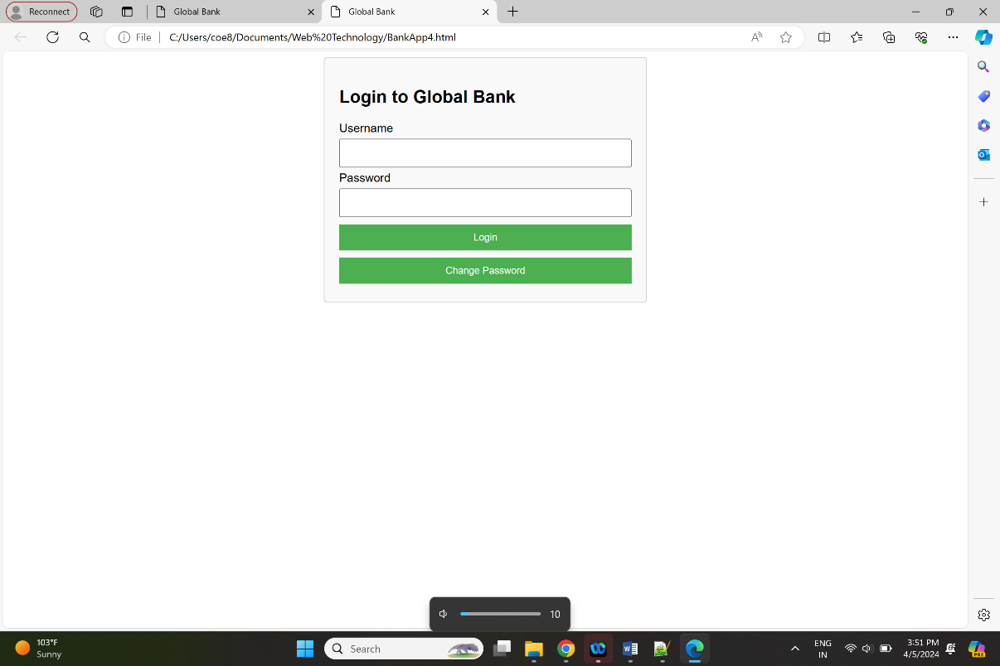 Reconnect
Global Bank
Global Bank
File
C:/Users/coe8/Documents/Web%20Technology/BankApp4.html
Login to Global Bank
Username
Password
Login
Change Password
10
103°F
Sunny
Search
ENG
IN
3:51 PM
4/5/2024
PRE